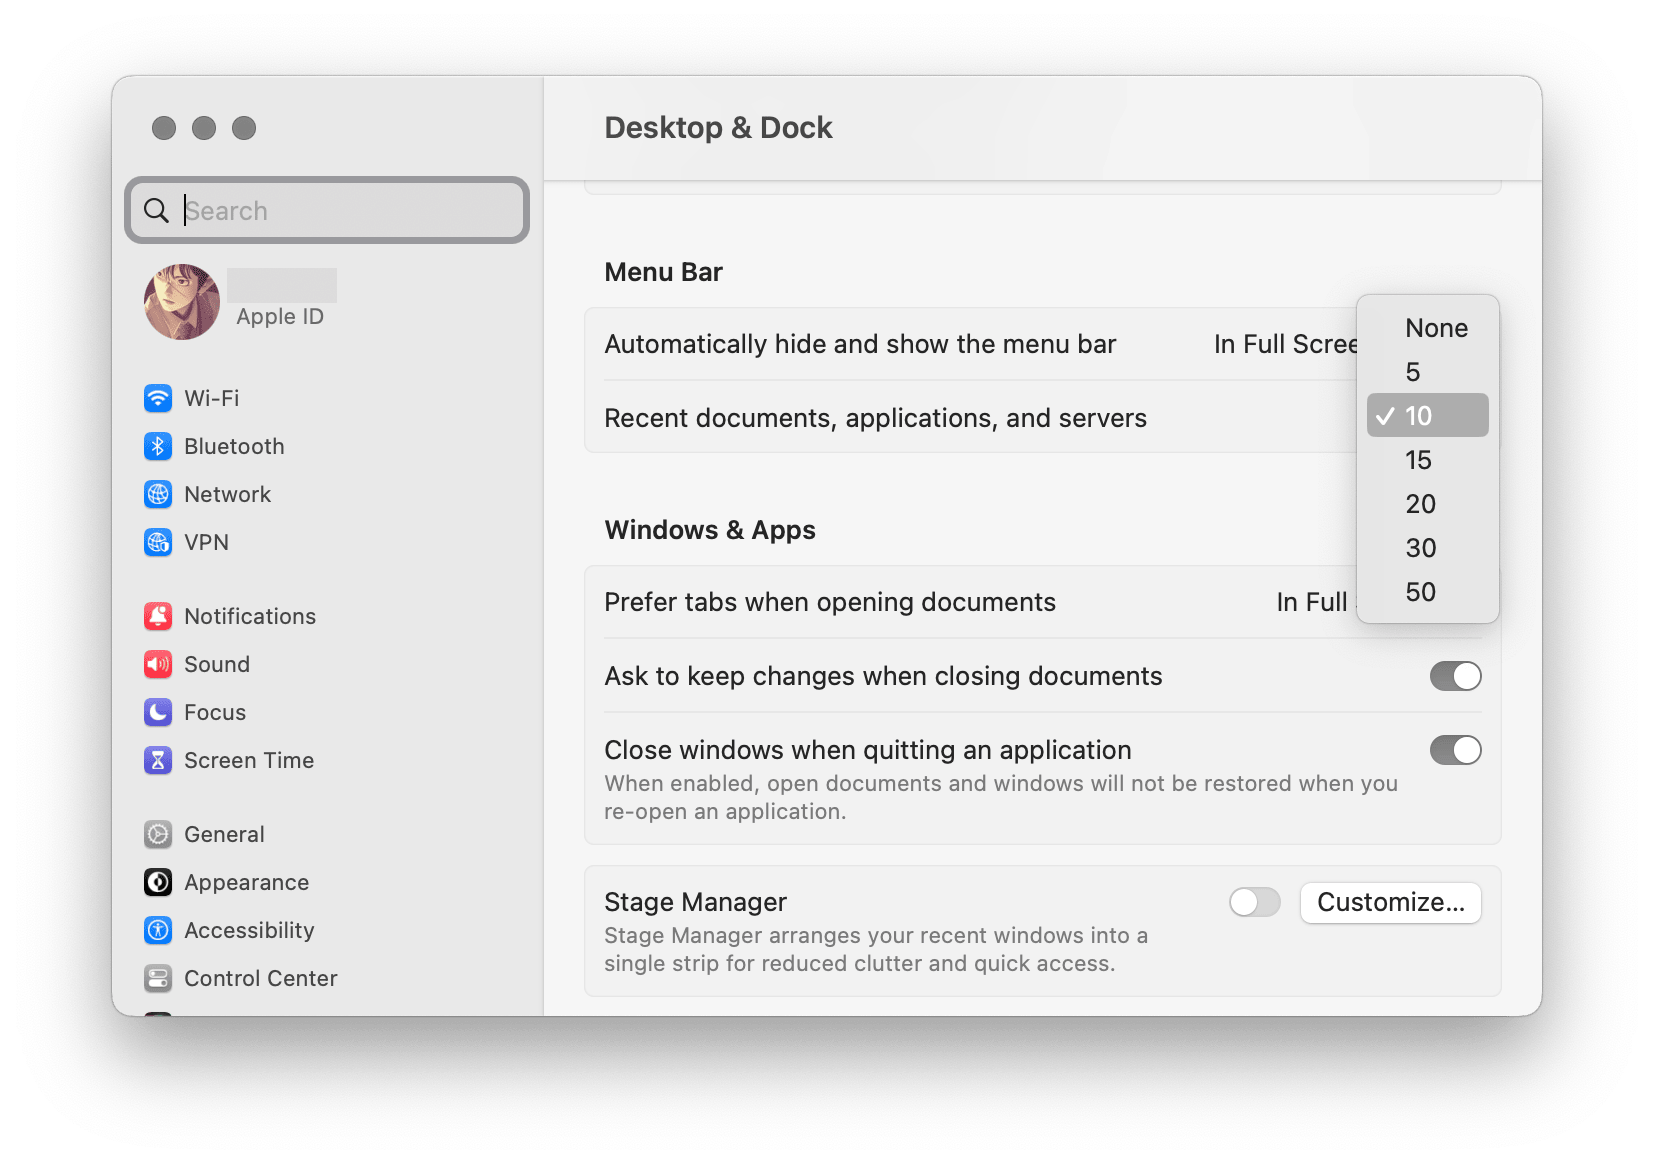 Desktop & Dock
Search
Apple ID
Wi-Fi
Bluetooth
Network
VPN
Notifications
Sound
Focus
Screen Time
General
Appearance
Accessibility
Control Center
Menu Bar
Automatically hide and show the menu bar
In Full Scree
Recent documents, applications, and servers
None
5
10
15
20
30
50
Windows & Apps
Prefer tabs when opening documents
In Full
Ask to keep changes when closing documents
Close windows when quitting an application
When enabled, open documents and windows will not be restored when you
re-open an application.
Stage Manager
Customize...
Stage Manager arranges your recent windows into a
single strip for reduced clutter and quick access.